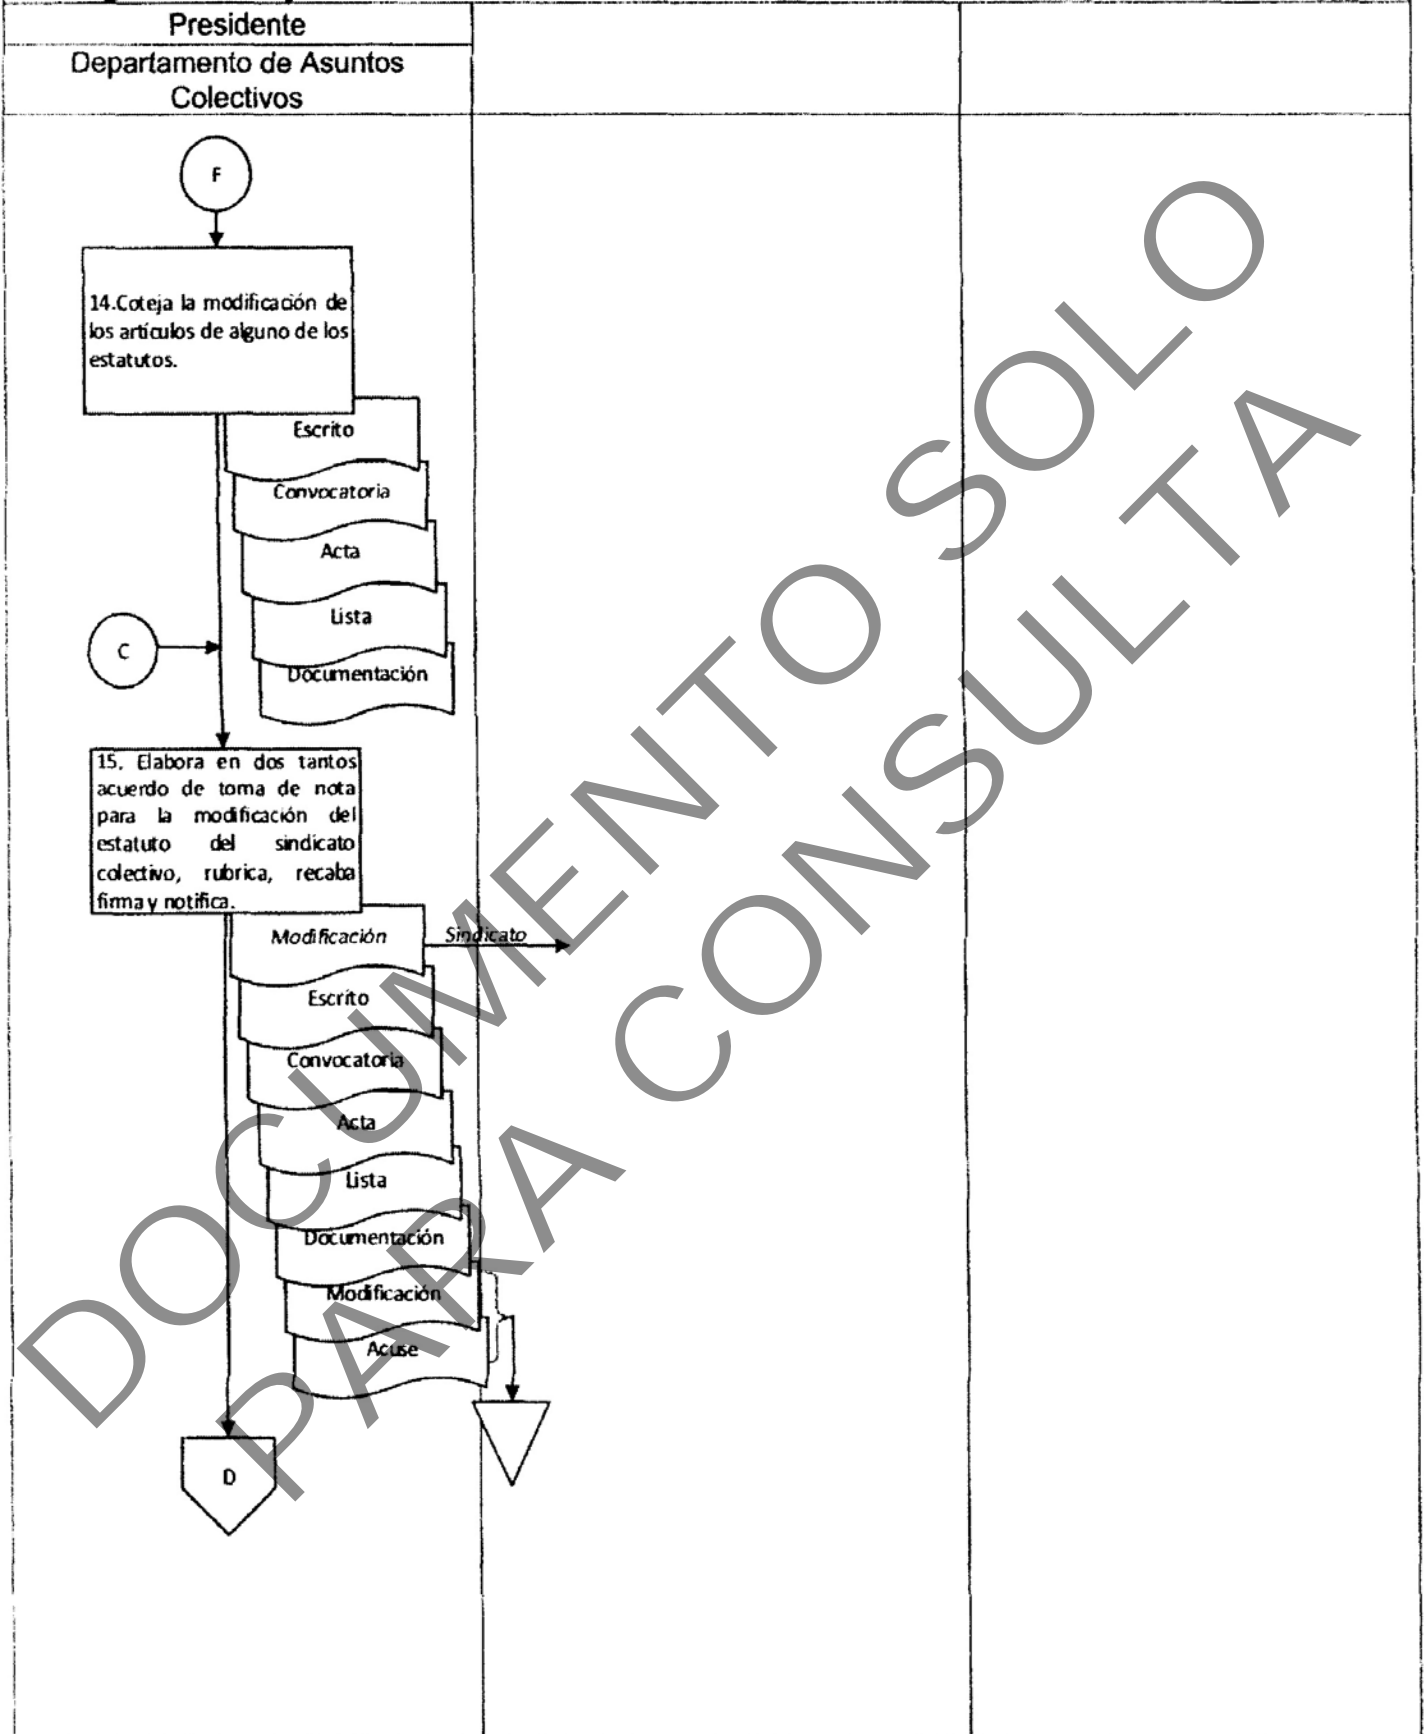 Presidente
Departamento de Asuntos
Colectivos
F
14.Coteja la modificación de
los artículos de alguno de los
estatutos.
Escrito
Convocatoria
Acta
Lista
C
Documentación
15. Elabora en dos tantos
acuerdo de toma de nota
para la modificación del
estatuto del sindicato
colectivo, rubrica, recaba
firma y notifica.
Modificación
Sindicato
Escrito
Convocatoria
Acta
Lista
Documentación
Modificación
Acuse
D
DOCUMENTO SOLO
PARA CONSULTA